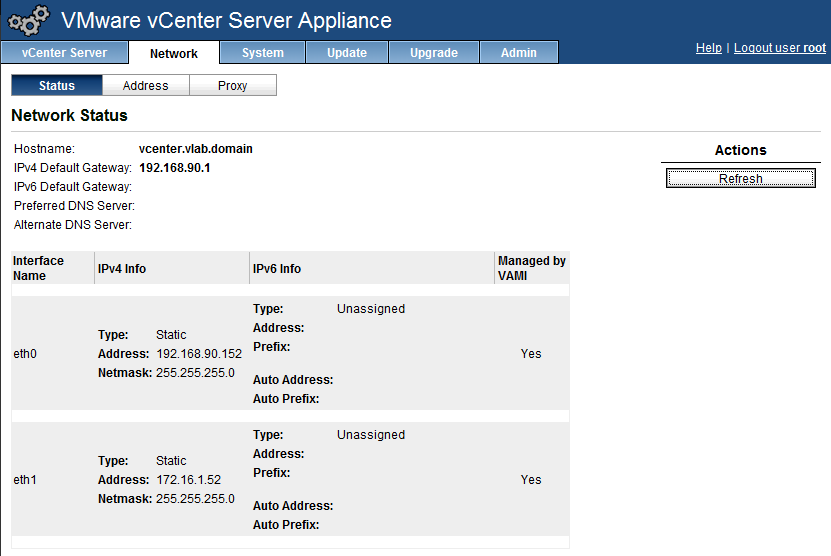 VMware vCenter Server Appliance
vCenter Server Network System Update Upgrade Admin
Help | Logout user root
Status Address Proxy
Network Status
Hostname: vcenter.vlab.domain
IPv4 Default Gateway: 192.168.90.1
IPv6 Default Gateway:
Preferred DNS Server:
Alternate DNS Server:
Actions
Refresh
Interface Name IPv4 Info IPv6 Info Managed by VAMI
eth0
Type: Static
Address: 192.168.90.152
Netmask: 255.255.255.0
Type: Unassigned
Address:
Prefix:
Auto Address:
Auto Prefix:
Yes
eth1
Type: Static
Address: 172.16.1.52
Netmask: 255.255.255.0
Type: Unassigned
Address:
Prefix:
Auto Address:
Auto Prefix:
Yes